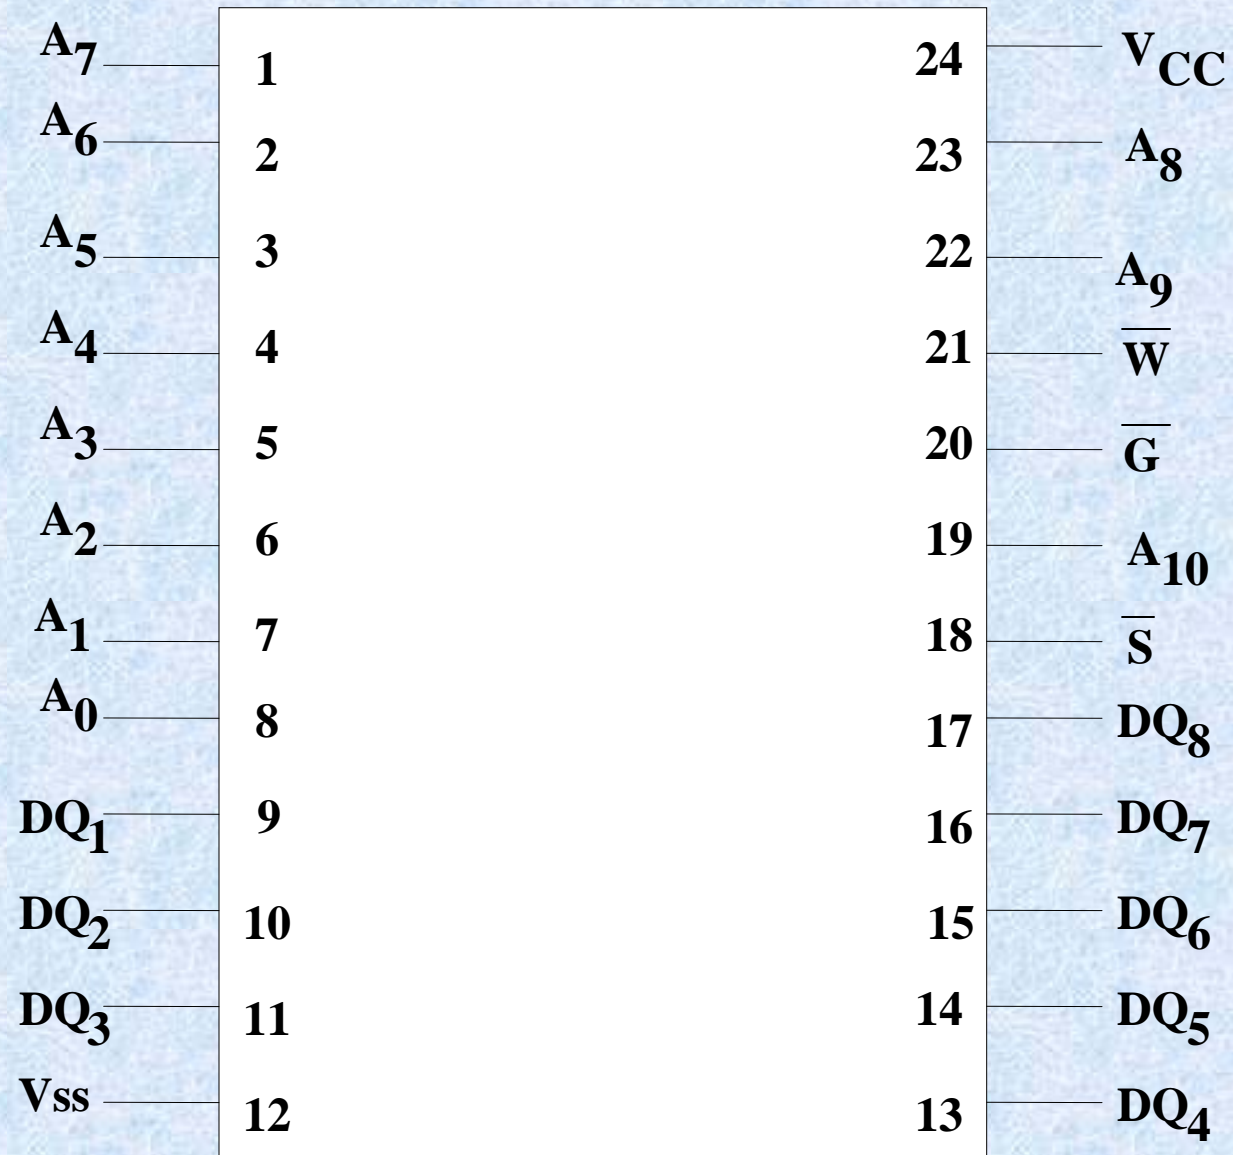 A7 1 24 VCC
A6 2 23 A8
A5 3 22 A9
A4 4 21 W̅
A3 5 20 G̅
A2 6 19 A10
A1 7 18 S̅
A0 8 17 DQ8
DQ1 9 16 DQ7
DQ2 10 15 DQ6
DQ3 11 14 DQ5
Vss 12 13 DQ4